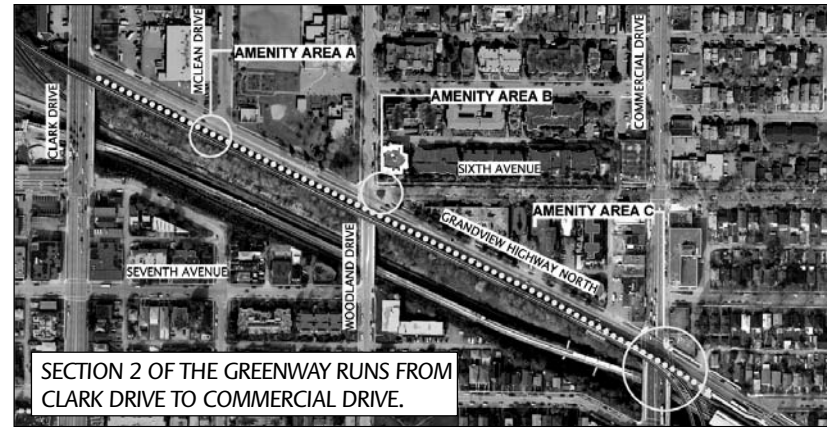 MCLEAN DRIVE
AMENITY AREA A
COMMERCIAL DRIVE
AMENITY AREA B
CLARK DRIVE
SIXTH AVENUE
AMENITY AREA C
GRANDVIEW HIGHWAY NORTH
WOODLAND DRIVE
SEVENTH AVENUE
SECTION 2 OF THE GREENWAY RUNS FROM
CLARK DRIVE TO COMMERCIAL DRIVE.